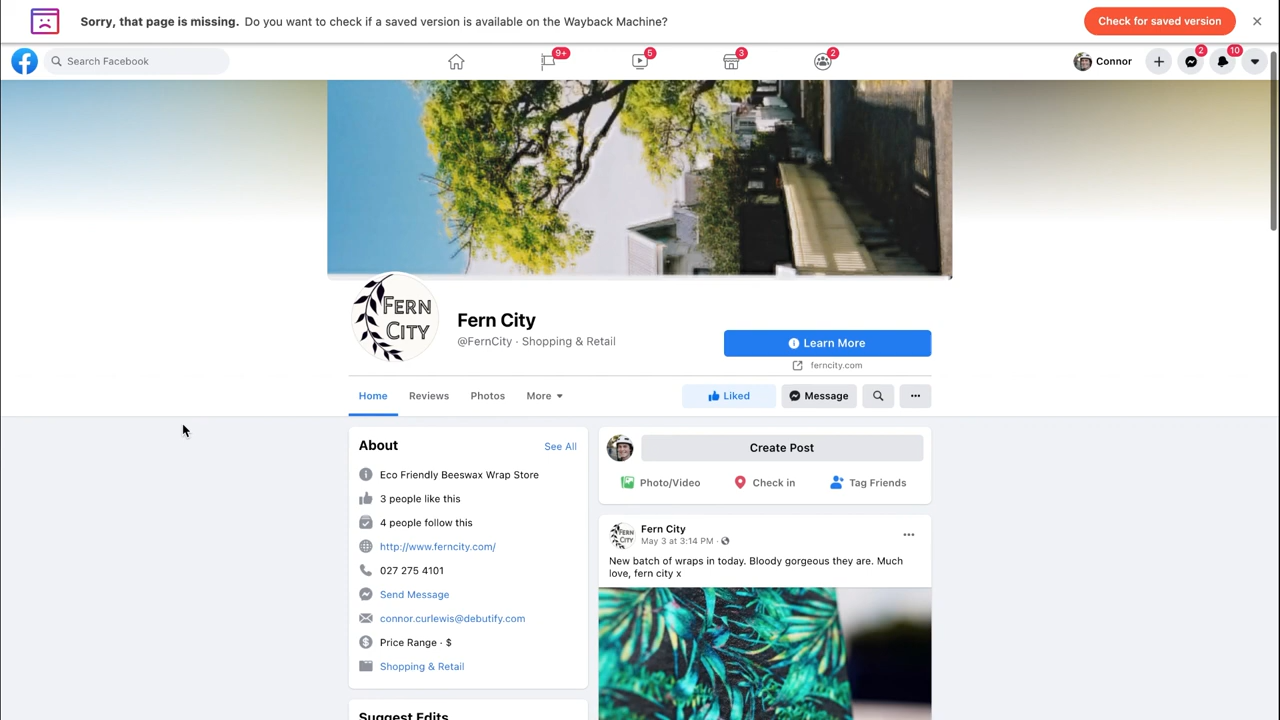 Sorry, that page is missing. Do you want to check if a saved version is available on the Wayback Machine?
Check for saved version
Search Facebook
9+
5
3
2
Connor
2
10
FERN
CITY
Fern City
@FernCity · Shopping & Retail
Learn More
ferncity.com
Home
Reviews
Photos
More
Liked
Message
About
See All
Eco Friendly Beeswax Wrap Store
3 people like this
4 people follow this
http://www.ferncity.com/
027 275 4101
Send Message
connor.curlewis@debutify.com
Price Range · $
Shopping & Retail
Suggest Edits
Create Post
Photo/Video
Check in
Tag Friends
FERN
CITY
Fern City
May 3 at 3:14 PM ·
New batch of wraps in today. Bloody gorgeous they are. Much
love, fern city x